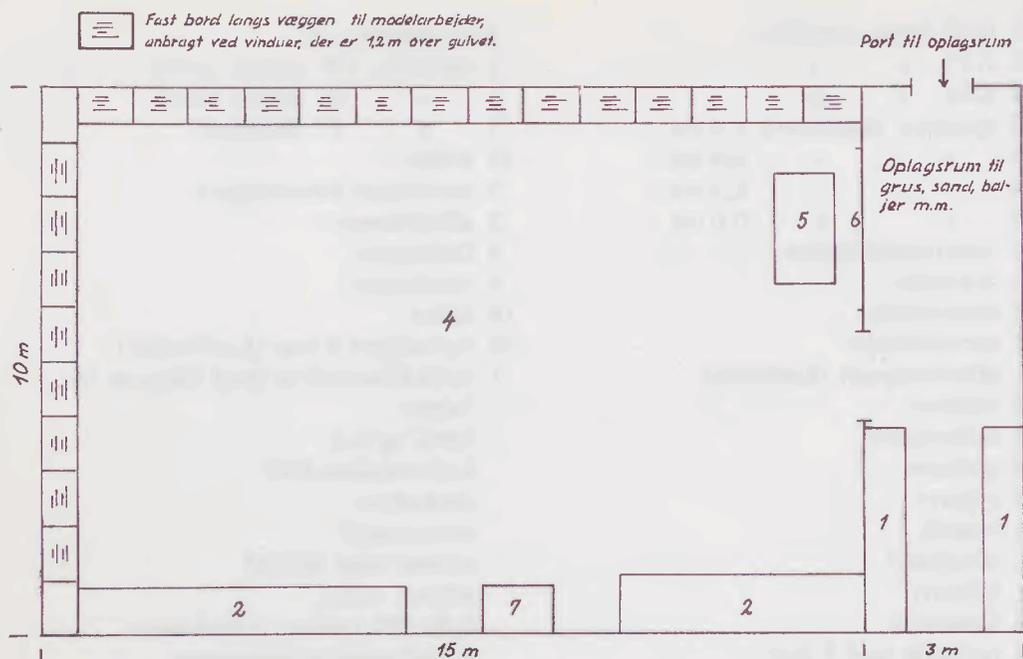 Fast bord langs væggen til modelarbejder,
anbragt ved vinduer, der er 1,2 m over gulvet.
Port til oplagsrum
Oplagsrum til
grus, sand, bal-
jer m.m.
5
6
4
10 m
1
1
2
7
2
15 m
3 m